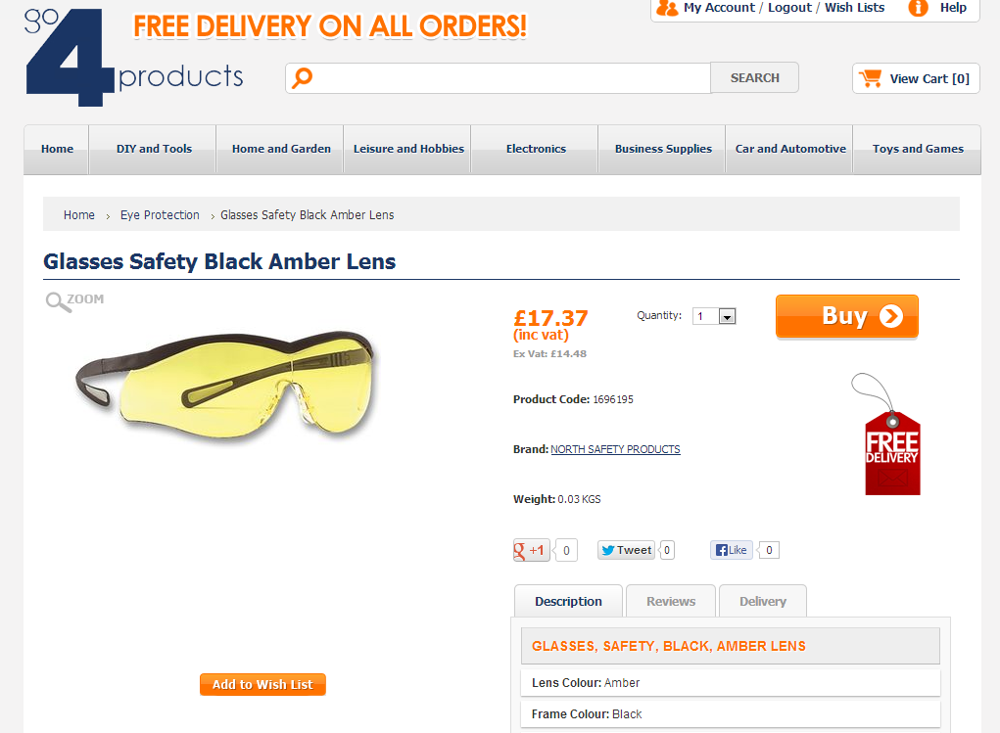 go
4
products
FREE DELIVERY ON ALL ORDERS!
My Account / Logout / Wish Lists
Help
SEARCH
View Cart [0]
Home
DIY and Tools
Home and Garden
Leisure and Hobbies
Electronics
Business Supplies
Car and Automotive
Toys and Games
Home › Eye Protection › Glasses Safety Black Amber Lens
Glasses Safety Black Amber Lens
ZOOM
£17.37
(inc vat)
Ex Vat: £14.48
Quantity: 1
Buy
Product Code: 1696195
Brand: NORTH SAFETY PRODUCTS
Weight: 0.03 KGS
FREE
DELIVERY
g +1 0
Tweet 0
Like 0
Add to Wish List
Description
Reviews
Delivery
GLASSES, SAFETY, BLACK, AMBER LENS
Lens Colour: Amber
Frame Colour: Black